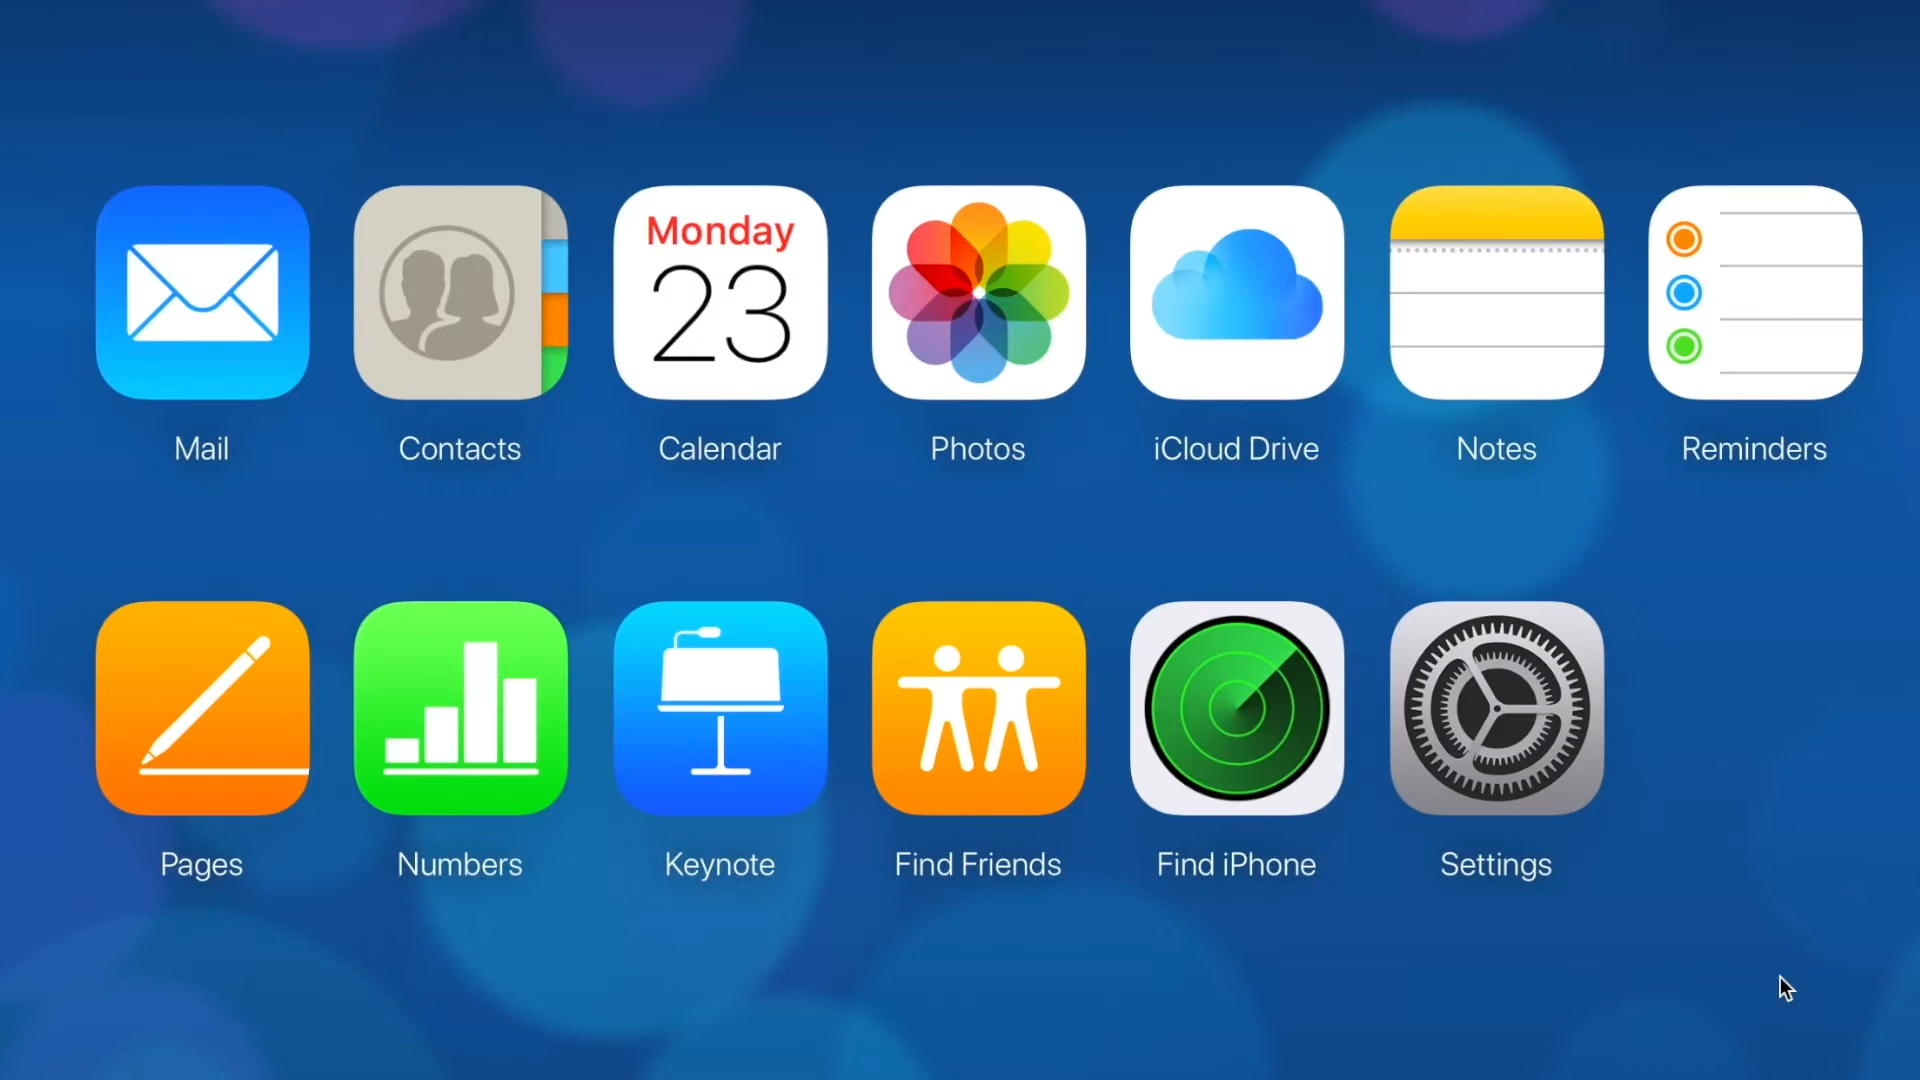 Monday
23
Mail
Contacts
Calendar
Photos
iCloud Drive
Notes
Reminders
Pages
Numbers
Keynote
Find Friends
Find iPhone
Settings